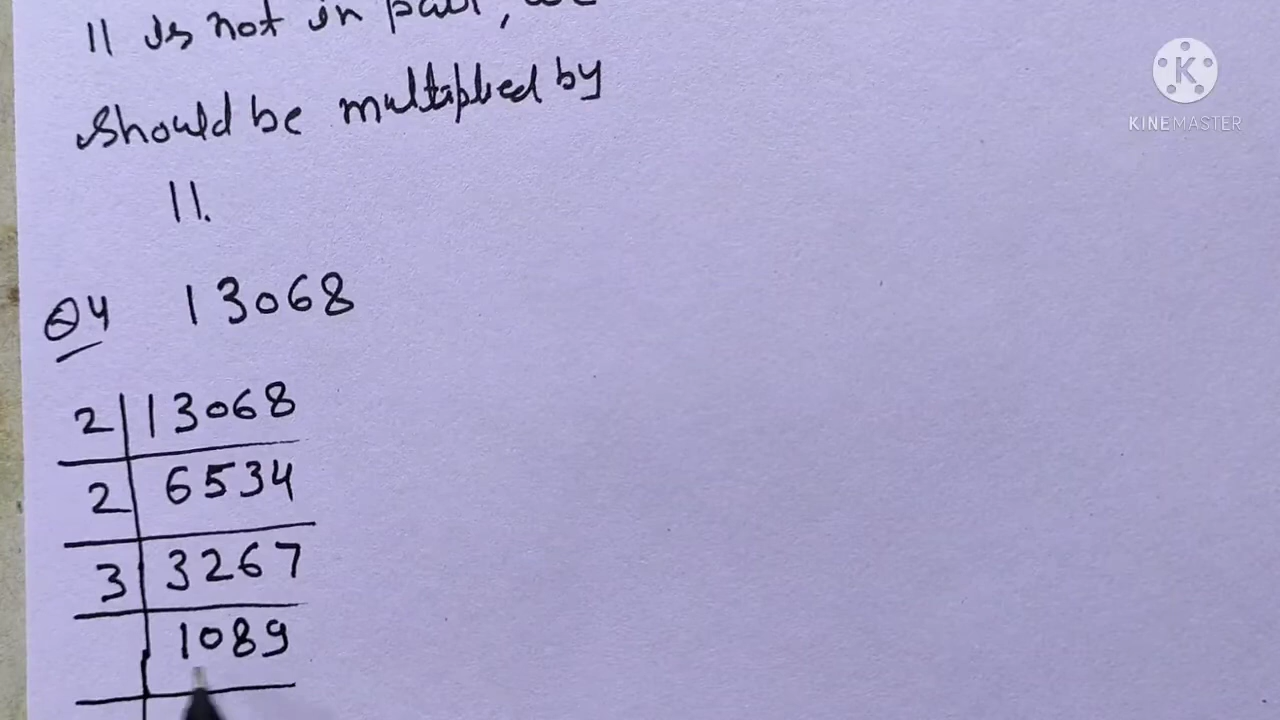 11 is not in pair, we
should be multiplied by
11.
Q4 13068
2 13068
2 6534
3 3267
1089
K
KINEMASTER